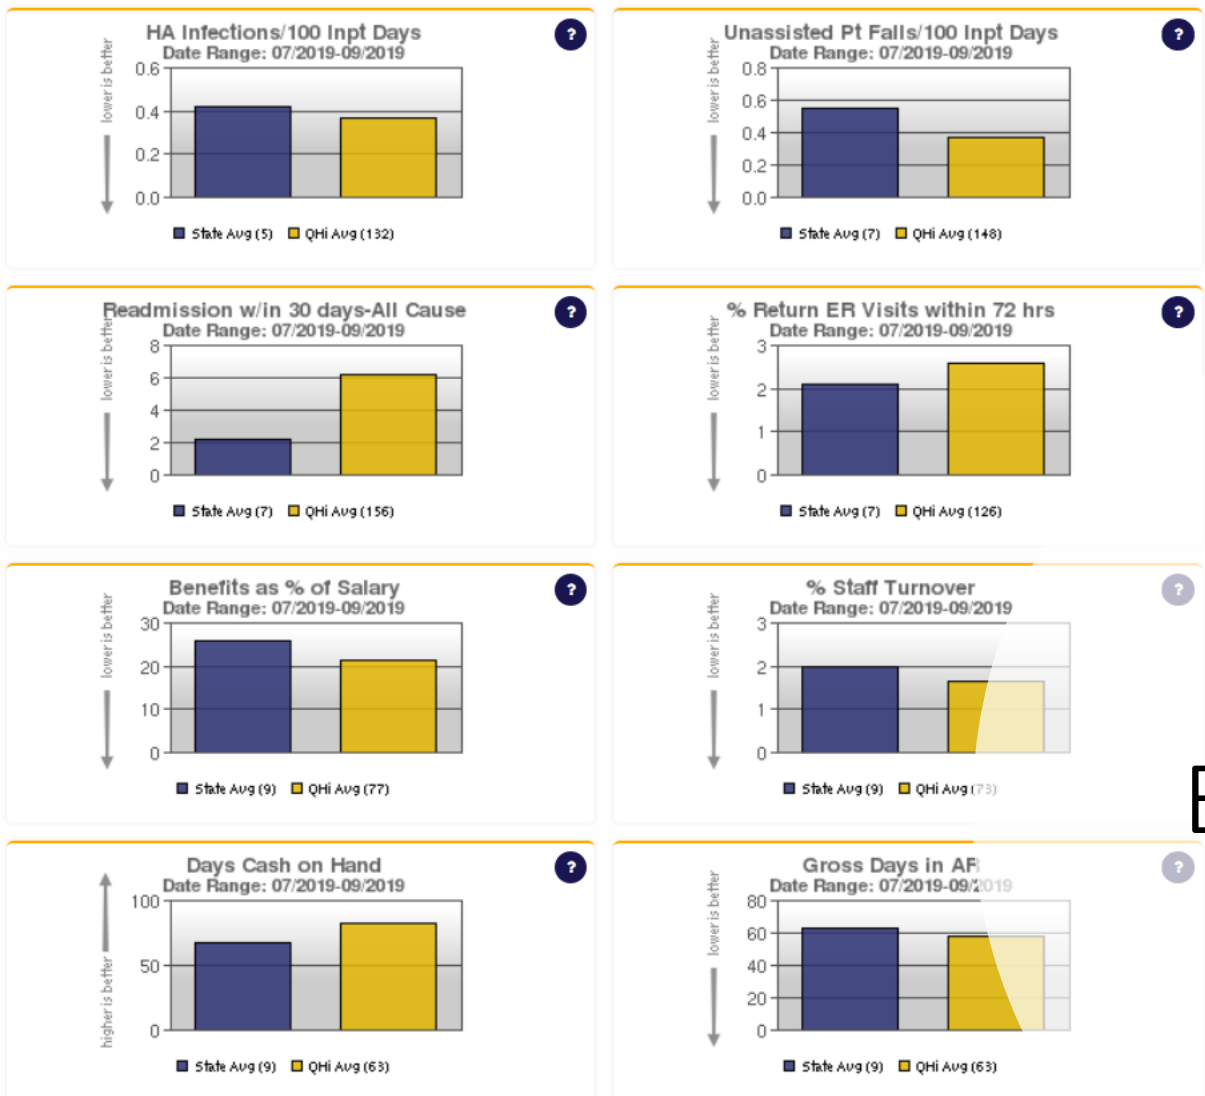 HA Infections/100 Inpt Days
?
Date Range: 07/2019-09/2019
lower is better
0.6
0.4
0.2
0.0
State Avg (5) QHi Avg (132)
Unassisted Pt Falls/100 Inpt Days
?
Date Range: 07/2019-09/2019
lower is better
0.8
0.6
0.4
0.2
0.0
State Avg (7) QHi Avg (148)
Readmission w/in 30 days-All Cause
?
Date Range: 07/2019-09/2019
lower is better
8
6
4
2
0
State Avg (7) QHi Avg (156)
% Return ER Visits within 72 hrs
?
Date Range: 07/2019-09/2019
lower is better
3
2
1
0
State Avg (7) QHi Avg (126)
Benefits as % of Salary
?
Date Range: 07/2019-09/2019
lower is better
30
20
10
0
State Avg (9) QHi Avg (77)
% Staff Turnover
?
Date Range: 07/2019-09/2019
lower is better
3
2
1
0
State Avg (9) QHi Avg (73)
Days Cash on Hand
?
Date Range: 07/2019-09/2019
higher is better
100
50
0
State Avg (9) QHi Avg (63)
Gross Days in AR
?
Date Range: 07/2019-09/2019
lower is better
80
60
40
20
0
State Avg (9) QHi Avg (63)